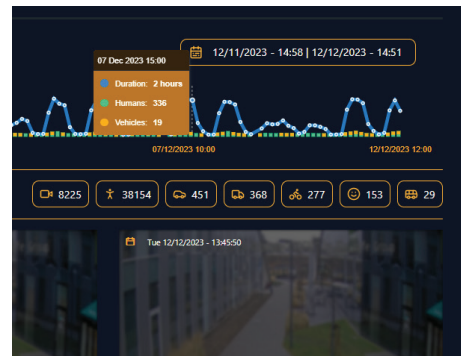 12/11/2023 - 14:58 | 12/12/2023 - 14:51
07 Dec 2023 15:00
Duration: 2 hours
Humans: 336
Vehicles: 19
07/12/2023 10:00
12/12/2023 12:00
8225
38154
451
368
277
153
29
Tue 12/12/2023 - 13:45:50